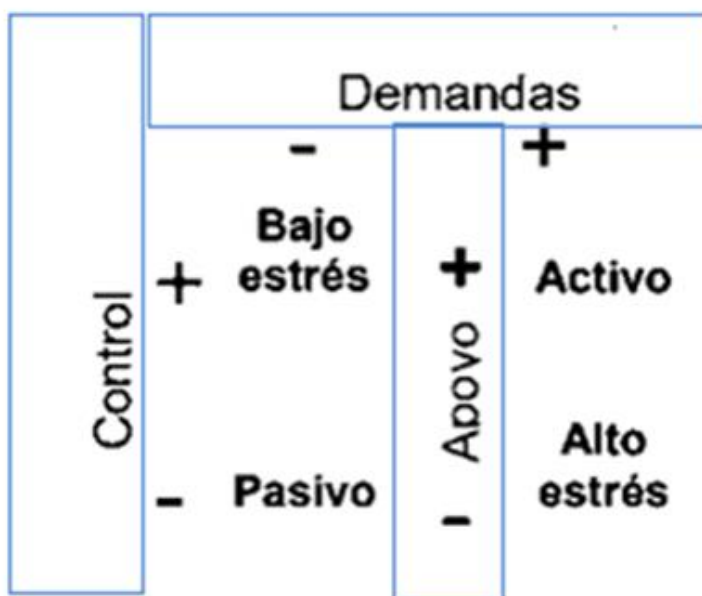 Demandas
- +
Bajo
estrés
+
+
Activo
Control
Apoyo
Alto
estrés
-
Pasivo
-